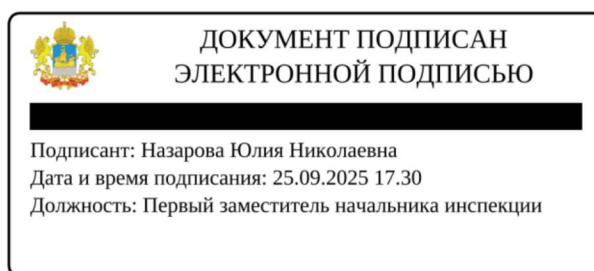 ДОКУМЕНТ ПОДПИСАН
ЭЛЕКТРОННОЙ ПОДПИСЬЮ
Подписант: Назарова Юлия Николаевна
Дата и время подписания: 25.09.2025 17.30
Должность: Первый заместитель начальника инспекции